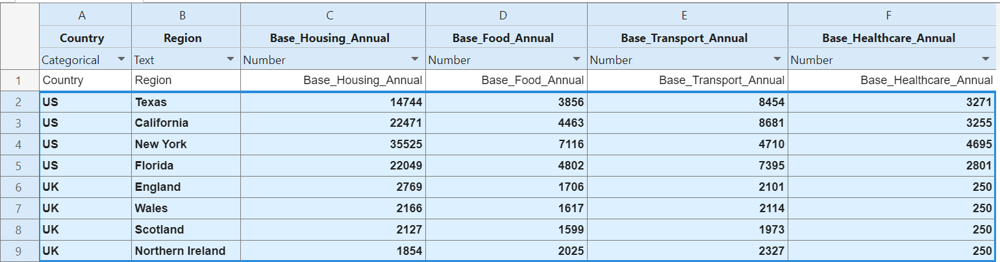 A B C D E F
Country Region Base_Housing_Annual Base_Food_Annual Base_Transport_Annual Base_Healthcare_Annual
Categorical Text Number Number Number Number
1 Country Region Base_Housing_Annual Base_Food_Annual Base_Transport_Annual Base_Healthcare_Annual
2 US Texas 14744 3856 8454 3271
3 US California 22471 4463 8681 3255
4 US New York 35525 7116 4710 4695
5 US Florida 22049 4802 7395 2801
6 UK England 2769 1706 2101 250
7 UK Wales 2166 1617 2114 250
8 UK Scotland 2127 1599 1973 250
9 UK Northern Ireland 1854 2025 2327 250